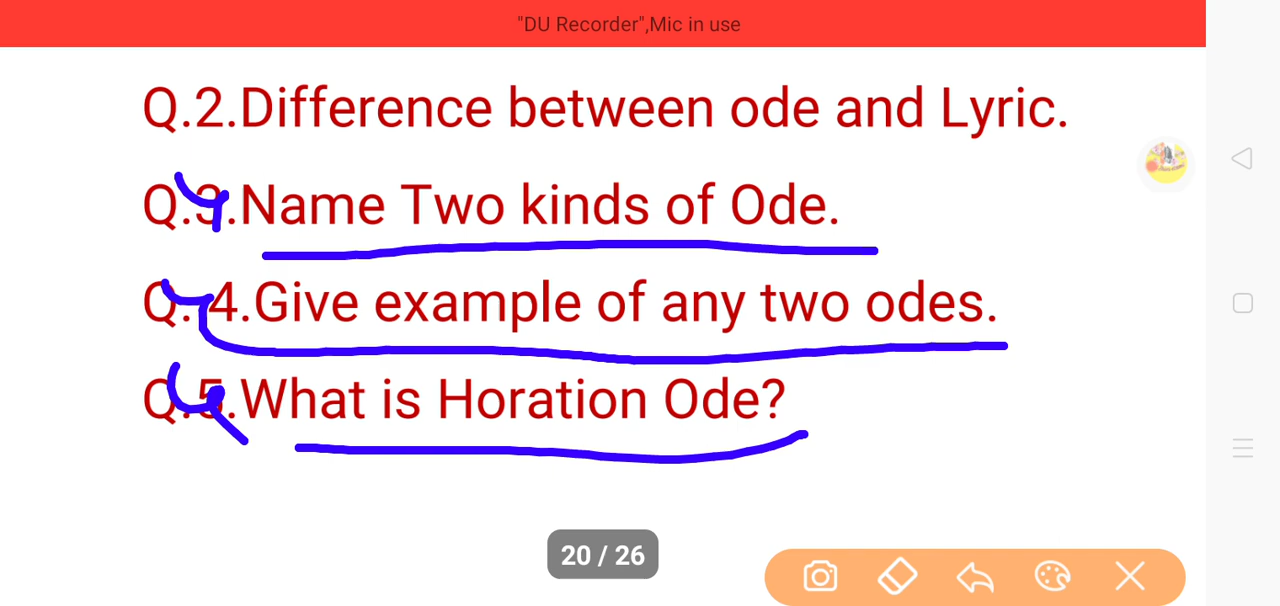 "DU Recorder",Mic in use
Q.2.Difference between ode and Lyric.
Q.3.Name Two kinds of Ode.
Q. 4.Give example of any two odes.
Q.5.What is Horation Ode?
20 / 26